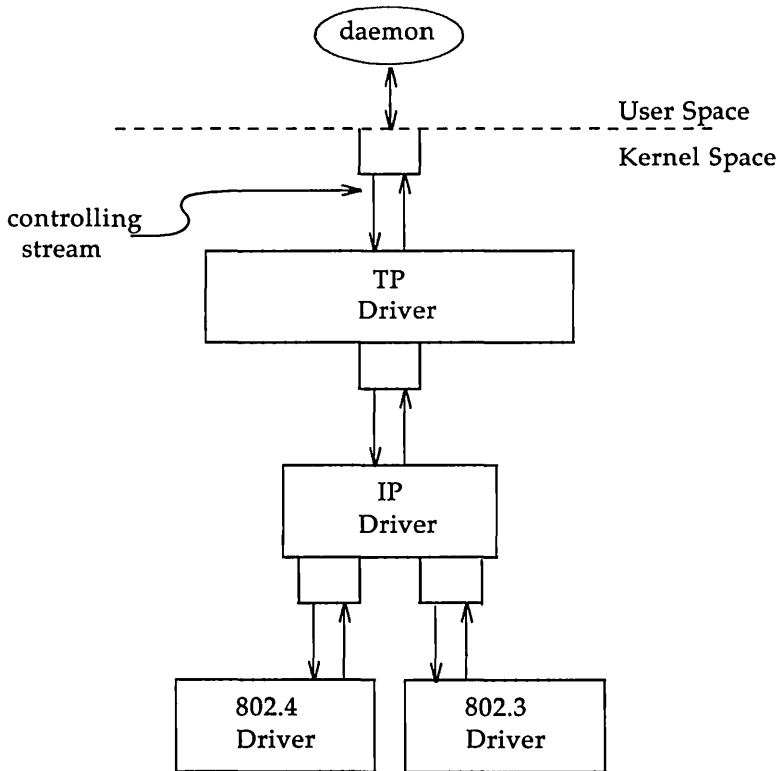 daemon
User Space
Kernel Space
controlling
stream
TP
Driver
IP
Driver
802.4
Driver
802.3
Driver